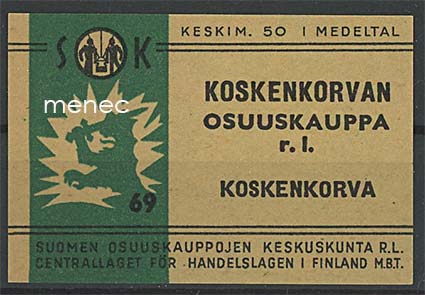 S K
KESKIM. 50 I MEDELTAL
menec
KOSKENKORVAN
OSUUSKAUPPA
r. l.
69
KOSKENKORVA
SUOMEN OSUUSKAUPPOJEN KESKUSKUNTA R.L.
CENTRALLAGET FÖR HANDELSLAGEN I FINLAND M.B.T.